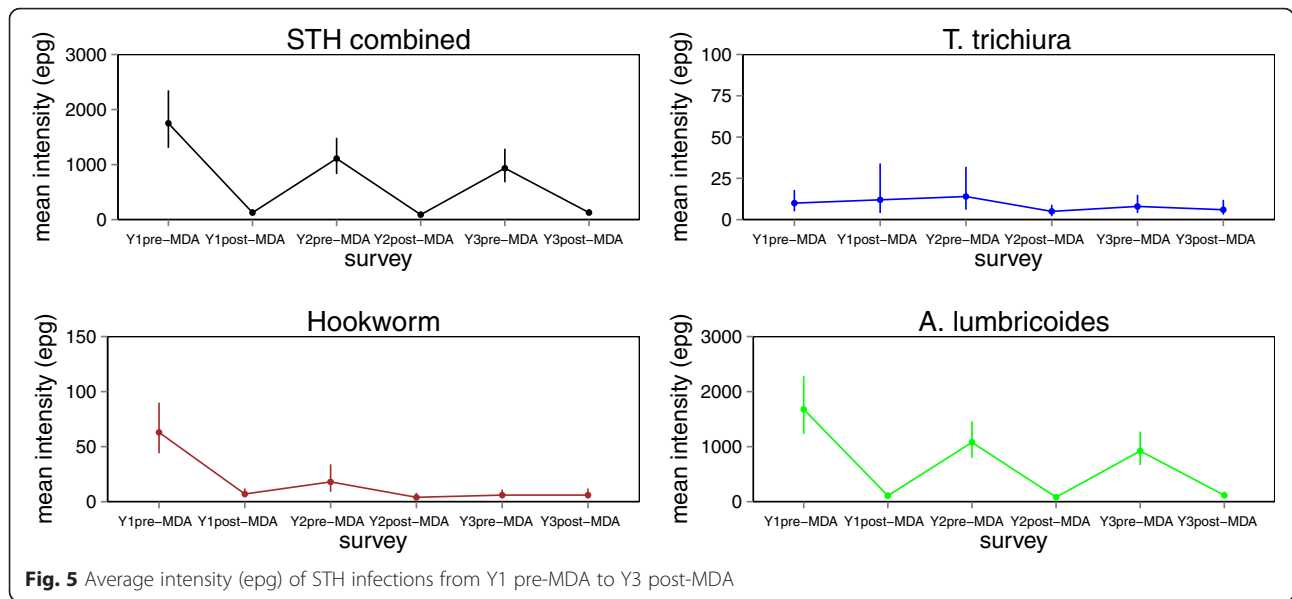 STH combined
mean intensity (epg)
3000
2000
1000
0
Y1pre−MDA Y1post−MDA Y2pre−MDA Y2post−MDA Y3pre−MDA Y3post−MDA
survey
T. trichiura
mean intensity (epg)
100
75
50
25
0
Y1pre−MDA Y1post−MDA Y2pre−MDA Y2post−MDA Y3pre−MDA Y3post−MDA
survey
Hookworm
mean intensity (epg)
150
100
50
0
Y1pre−MDA Y1post−MDA Y2pre−MDA Y2post−MDA Y3pre−MDA Y3post−MDA
survey
A. lumbricoides
mean intensity (epg)
3000
2000
1000
0
Y1pre−MDA Y1post−MDA Y2pre−MDA Y2post−MDA Y3pre−MDA Y3post−MDA
survey
Fig. 5 Average intensity (epg) of STH infections from Y1 pre-MDA to Y3 post-MDA